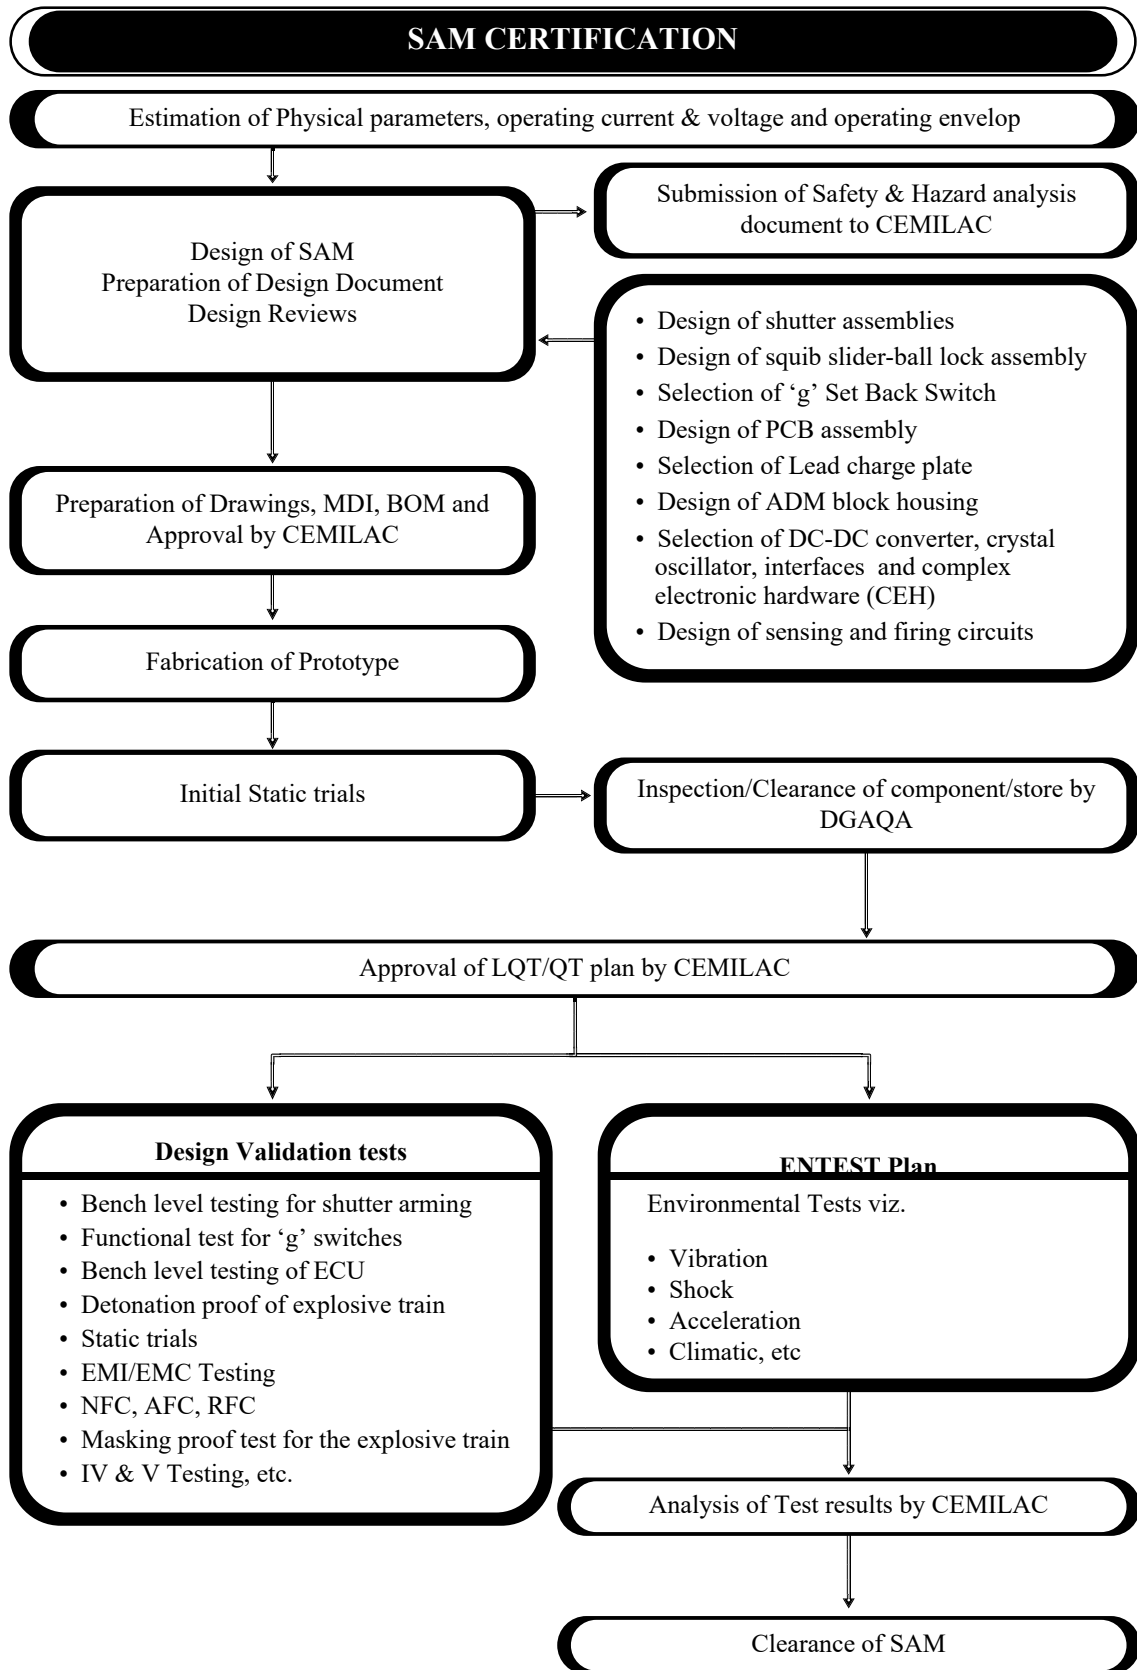 SAM CERTIFICATION
Estimation of Physical parameters, operating current & voltage and operating envelop
Submission of Safety & Hazard analysis
document to CEMILAC
Design of SAM
Preparation of Design Document
Design Reviews
• Design of shutter assemblies
• Design of squib slider-ball lock assembly
• Selection of ‘g’ Set Back Switch
• Design of PCB assembly
• Selection of Lead charge plate
• Design of ADM block housing
• Selection of DC-DC converter, crystal
oscillator, interfaces and complex
electronic hardware (CEH)
• Design of sensing and firing circuits
Preparation of Drawings, MDI, BOM and
Approval by CEMILAC
Fabrication of Prototype
Initial Static trials
Inspection/Clearance of component/store by
DGAQA
Approval of LQT/QT plan by CEMILAC
Design Validation tests
• Bench level testing for shutter arming
• Functional test for ‘g’ switches
• Bench level testing of ECU
• Detonation proof of explosive train
• Static trials
• EMI/EMC Testing
• NFC, AFC, RFC
• Masking proof test for the explosive train
• IV & V Testing, etc.
ENTEST Plan
Environmental Tests viz.
• Vibration
• Shock
• Acceleration
• Climatic, etc
Analysis of Test results by CEMILAC
Clearance of SAM